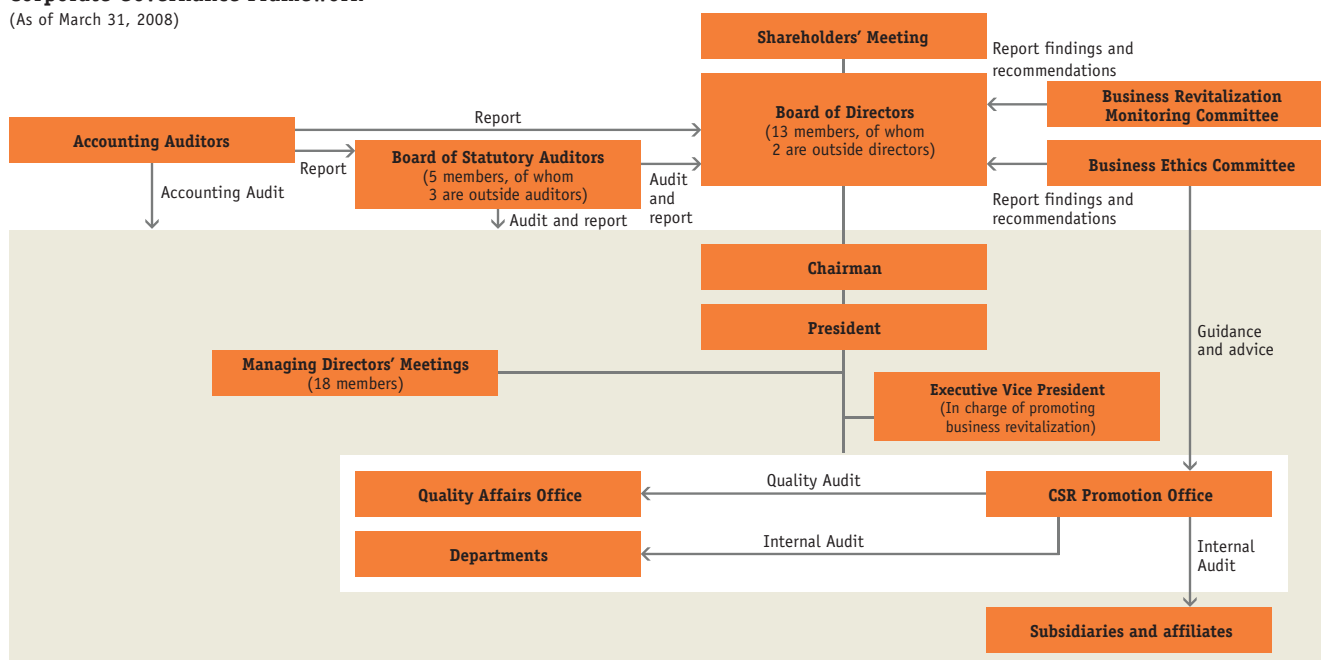 (As of March 31, 2008)
Shareholders' Meeting
Report findings and
recommendations
Board of Directors
(13 members, of whom
2 are outside directors)
Business Revitalization
Monitoring Committee
Report
Accounting Auditors
Report
Board of Statutory Auditors
(5 members, of whom
3 are outside auditors)
Audit
and
report
Business Ethics Committee
Accounting Audit
Audit and report
Report findings and
recommendations
Chairman
President
Guidance
and advice
Managing Directors' Meetings
(18 members)
Executive Vice President
(In charge of promoting
business revitalization)
Quality Affairs Office
Quality Audit
CSR Promotion Office
Departments
Internal Audit
Internal
Audit
Subsidiaries and affiliates